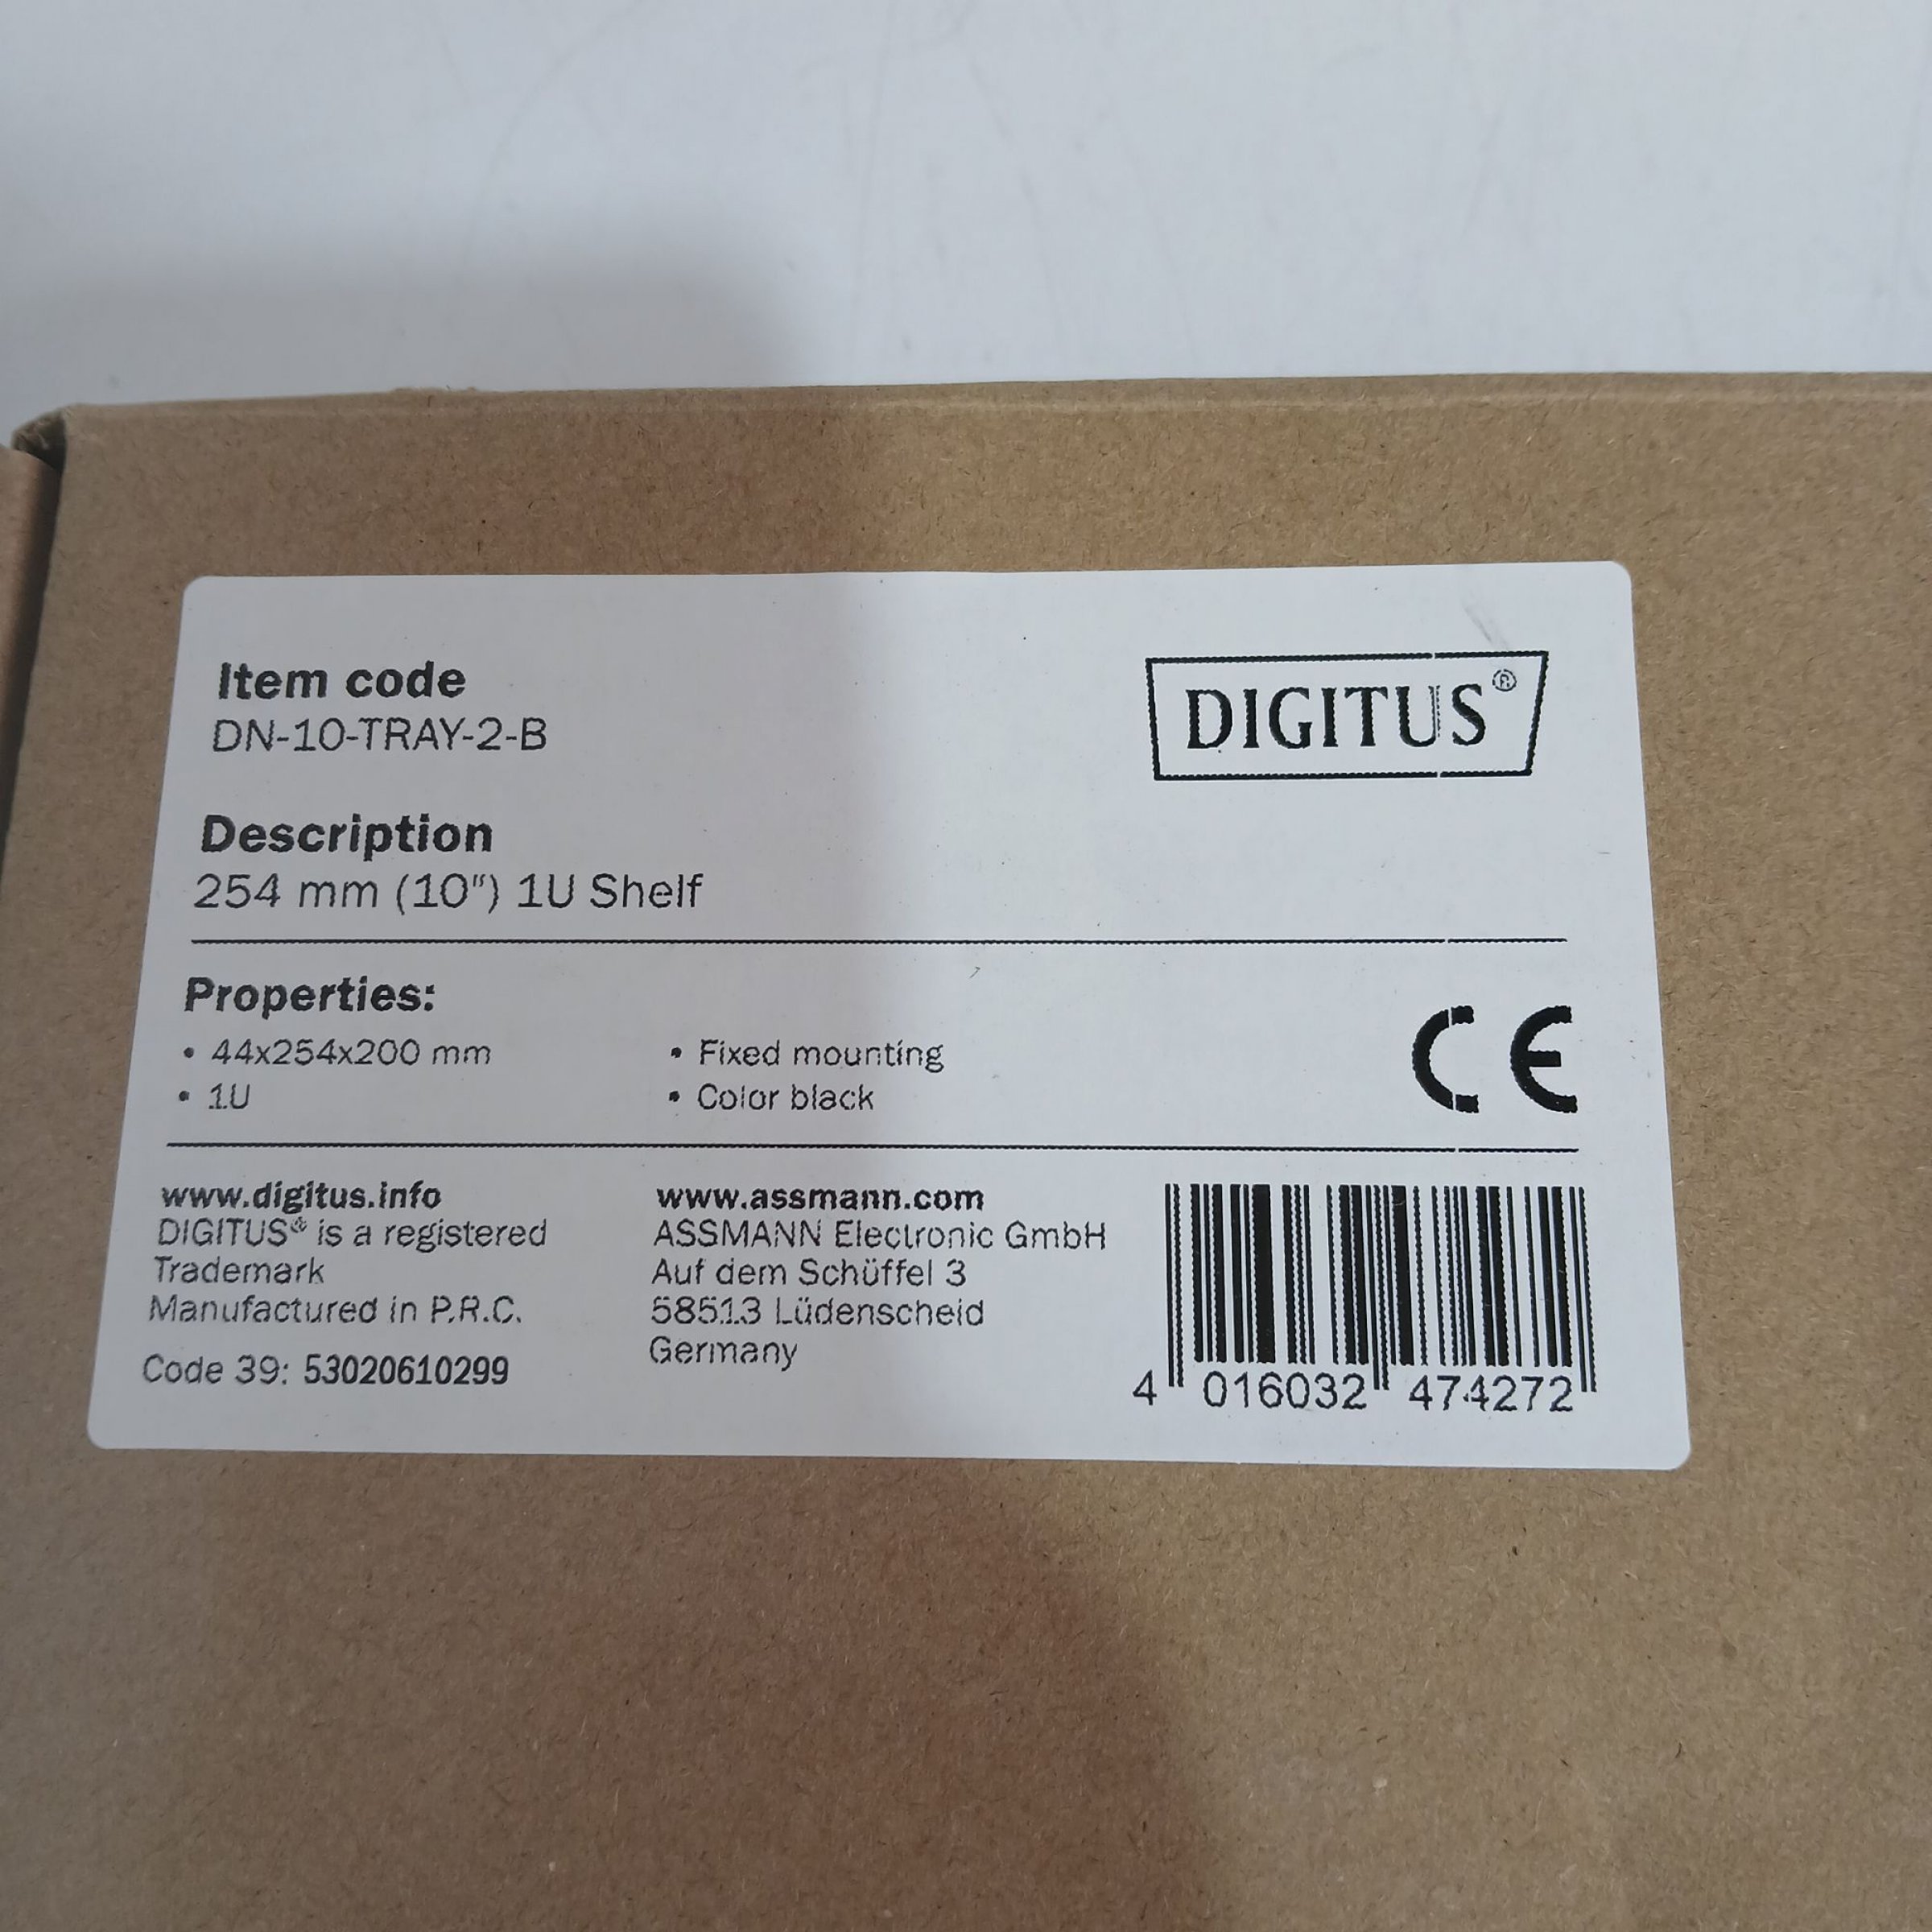 Item code
DN-10-TRAY-2-B
DIGITUS®
Description
254 mm (10") 1U Shelf
Properties:
• 44x254x200 mm
• 1U
• Fixed mounting
• Color black
CE
www.digitus.info
DIGITUS® is a registered
Trademark
Manufactured in P.R.C.
Code 39: 53020610299
www.assmann.com
ASSMANN Electronic GmbH
Auf dem Schüffel 3
58513 Lüdenscheid
Germany
4 016032 474272